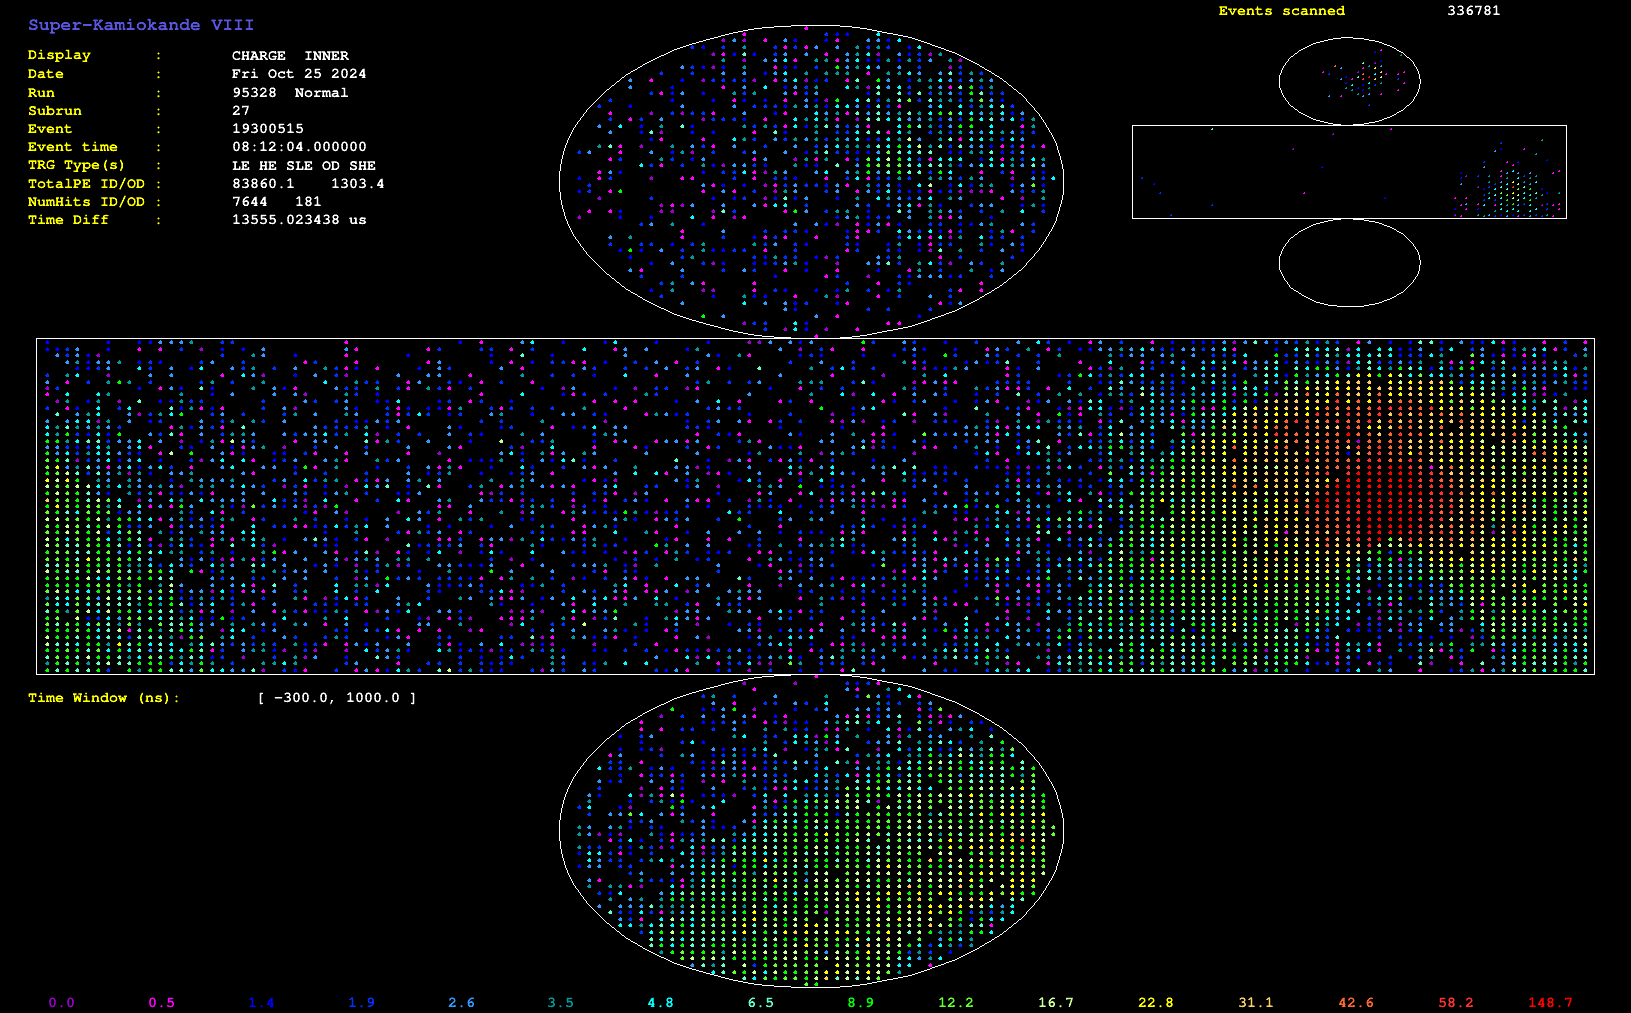 Super-Kamiokande VIII
Events scanned 336781
Display : CHARGE INNER
Date : Fri Oct 25 2024
Run : 95328 Normal
Subrun : 27
Event : 19300515
Event time : 08:12:04.000000
TRG Type(s) : LE HE SLE OD SHE
TotalPE ID/OD : 83860.1 1303.4
NumHits ID/OD : 7644 181
Time Diff : 13555.023438 us
Time Window (ns): [ −300.0, 1000.0 ]
0.0 0.5 1.4 1.9 2.6 3.5 4.8 6.5 8.9 12.2 16.7 22.8 31.1 42.6 58.2 148.7